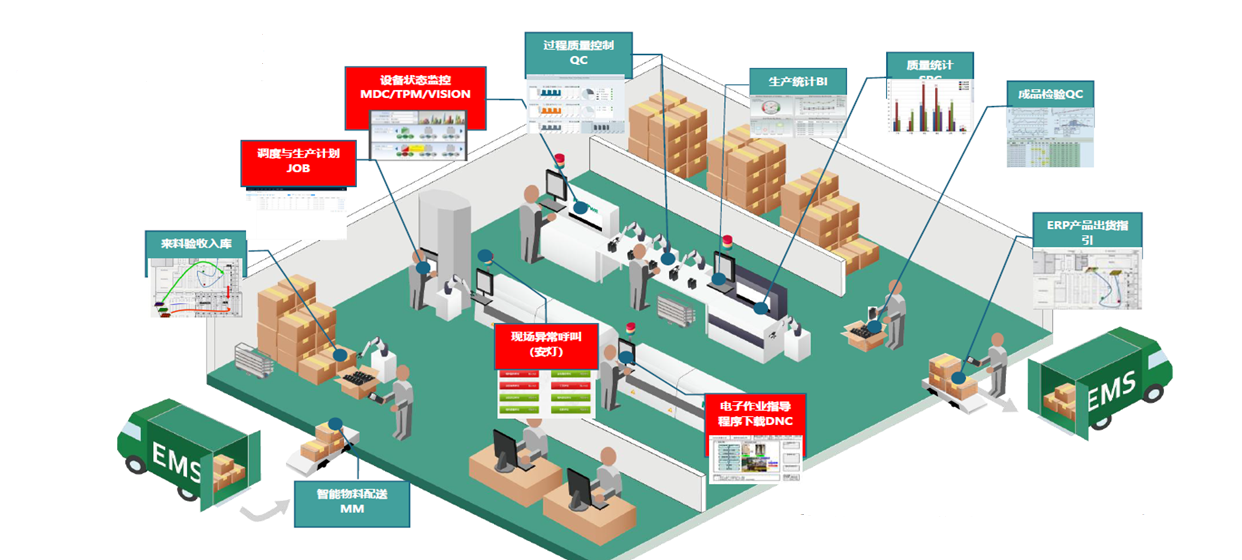 过程质量控制
QC
设备状态监控
MDC/TPM/VISION
生产统计BI
质量统计
SPC
成品检验QC
调度与生产计划
JOB
来料验收入库
ERP产品出货指
引
现场异常呼叫
(安灯)
电子作业指导
程序下载DNC
EMS
EMS
智能物料配送
MM